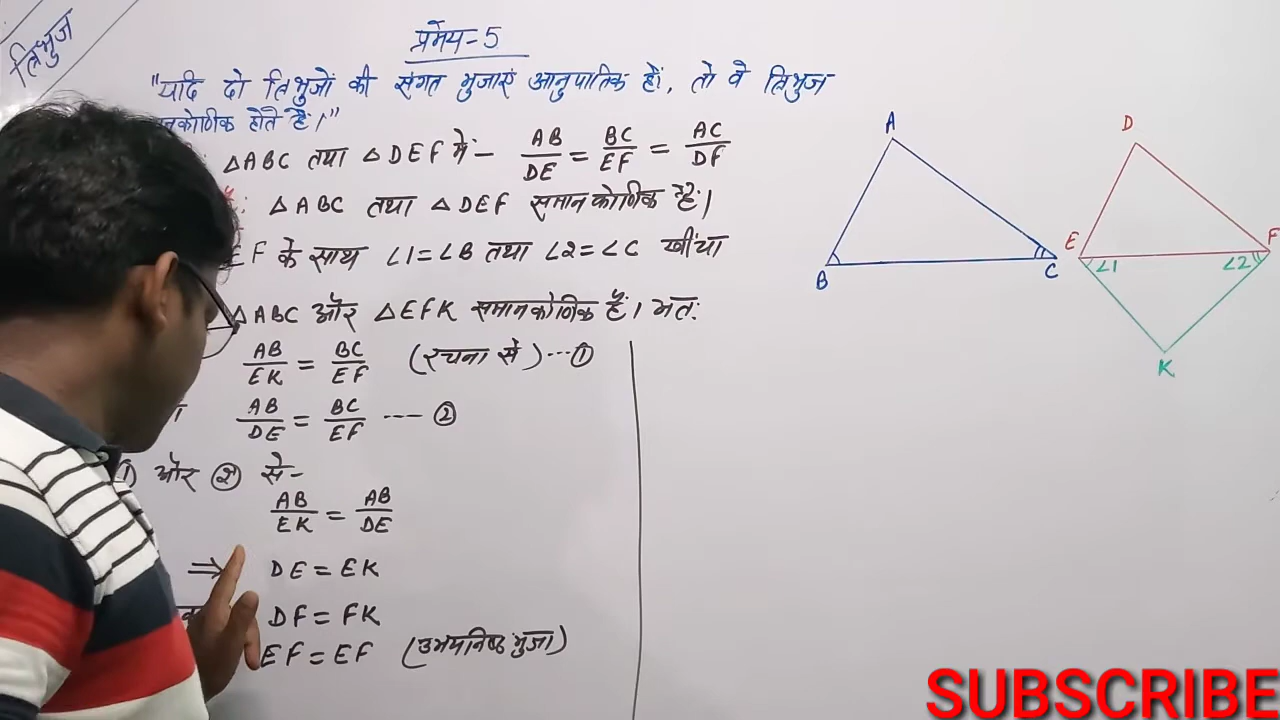 त्रिभुज
प्रमेय-5
"यदि दो त्रिभुजों की संगत भुजाएं आनुपातिक हों, तो वे त्रिभुज
नकोणिक होते हैं।"
: △ABC तथा △DEF में- AB/DE = BC/EF = AC/DF
: △ABC तथा △DEF समानकोणिक हैं।
EF के साथ ∠1=∠B तथा ∠2=∠C खींचा
△ABC और △EFK समानकोणिक हैं। अतः
AB/EK = BC/EF (रचना से) ---①
AB/DE = BC/EF ---- ②
① और ② से-
AB/EK = AB/DE
⇒ DE = EK
DF = FK
EF = EF (उभयनिष्ठ भुजा)
A
B
C
D
E
F
∠1
∠2
K
SUBSCRIBE